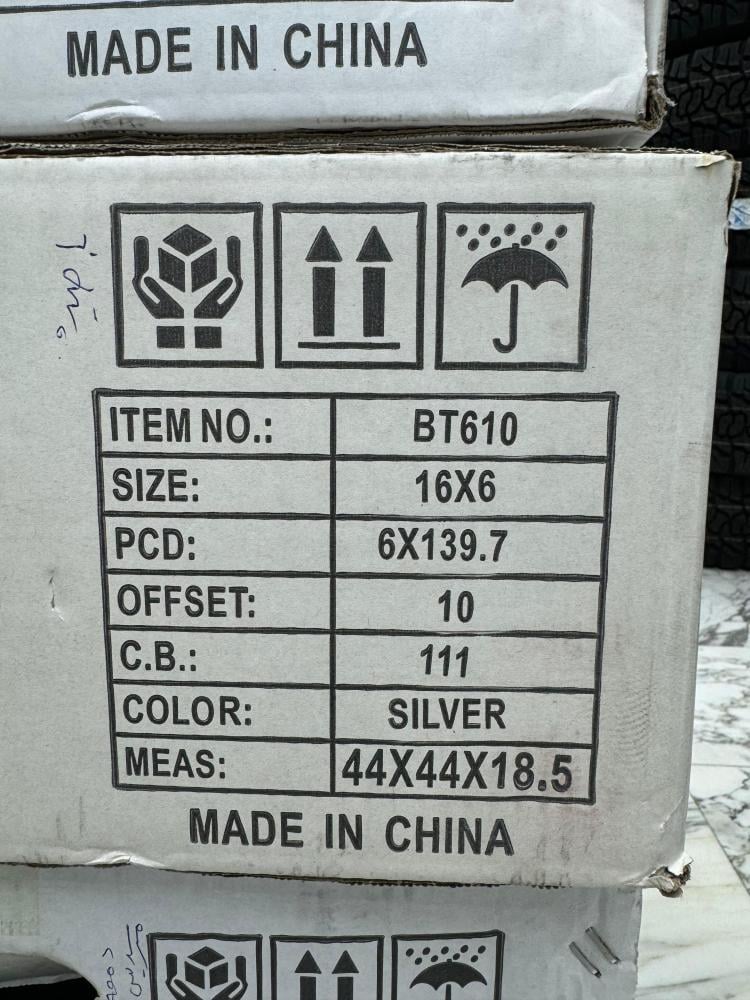 MADE IN CHINA
ITEM NO.: BT610
SIZE: 16X6
PCD: 6X139.7
OFFSET: 10
C.B.: 111
COLOR: SILVER
MEAS: 44X44X18.5
MADE IN CHINA